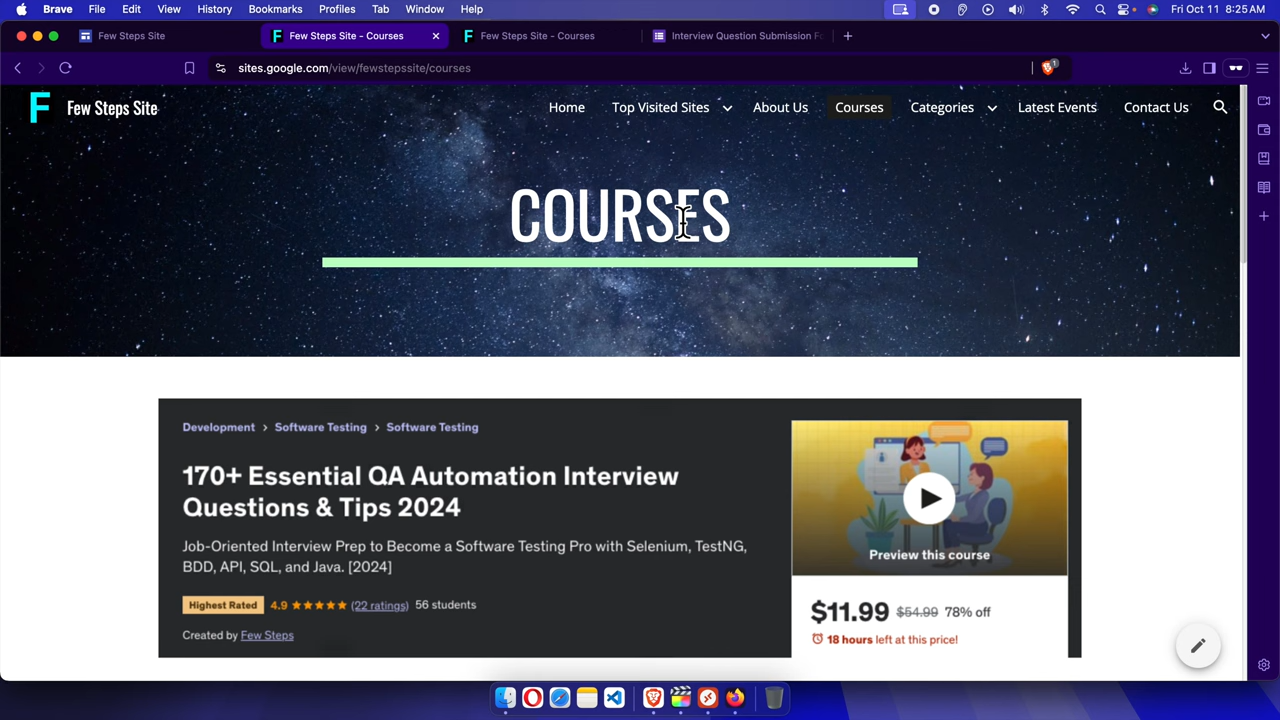 Brave File Edit View History Bookmarks Profiles Tab Window Help Fri Oct 11 8:25 AM
Few Steps Site Few Steps Site - Courses Few Steps Site - Courses Interview Question Submission Fo
sites.google.com/view/fewstepssite/courses 1
F Few Steps Site Home Top Visited Sites About Us Courses Categories Latest Events Contact Us
COURSES
Development > Software Testing > Software Testing
170+ Essential QA Automation Interview
Questions & Tips 2024
Job-Oriented Interview Prep to Become a Software Testing Pro with Selenium, TestNG,
BDD, API, SQL, and Java. [2024]
Highest Rated 4.9 (22 ratings) 56 students
Created by Few Steps
Preview this course
$11.99 $54.99 78% off
18 hours left at this price!